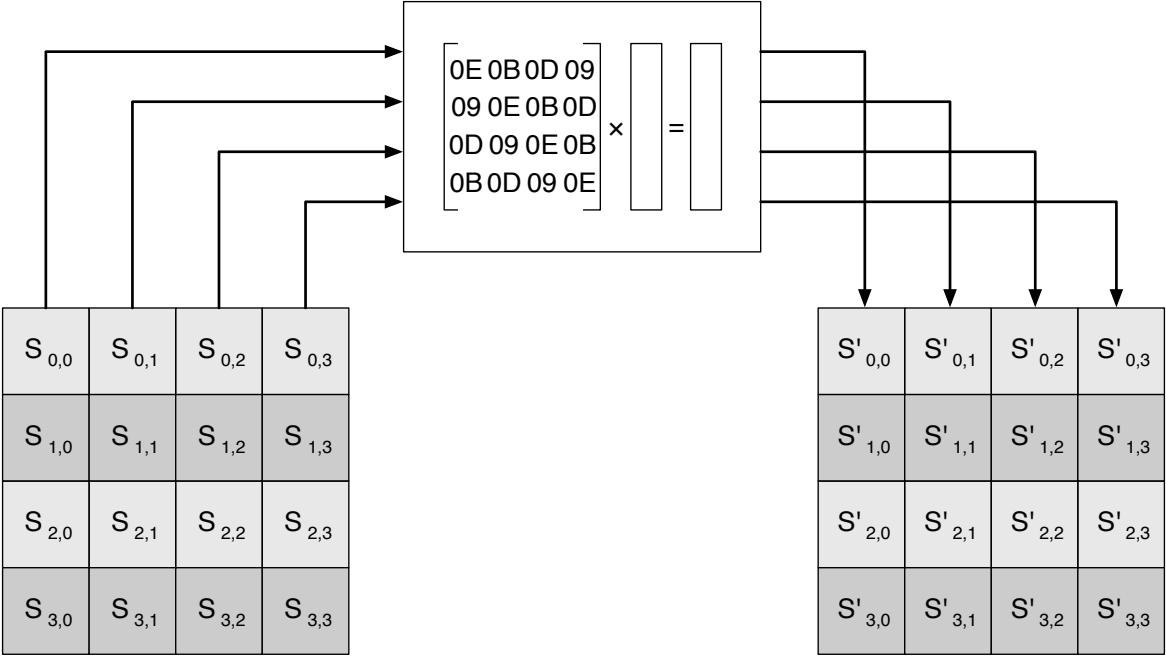 0E 0B 0D 09
09 0E 0B 0D
0D 09 0E 0B
0B 0D 09 0E
× =
S 0,0 S 0,1 S 0,2 S 0,3
S 1,0 S 1,1 S 1,2 S 1,3
S 2,0 S 2,1 S 2,2 S 2,3
S 3,0 S 3,1 S 3,2 S 3,3
S' 0,0 S' 0,1 S' 0,2 S' 0,3
S' 1,0 S' 1,1 S' 1,2 S' 1,3
S' 2,0 S' 2,1 S' 2,2 S' 2,3
S' 3,0 S' 3,1 S' 3,2 S' 3,3